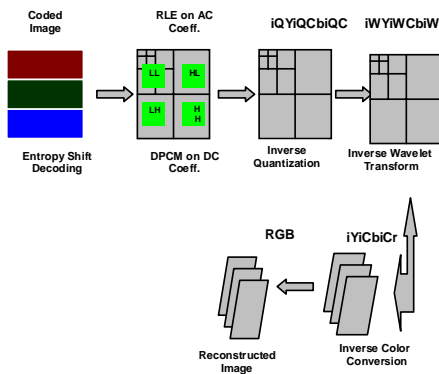 Coded
Image
RLE on AC
Coeff.
iQYiQCbiQC
iWYiWCbiW
LL
HL
LH
H
H
Entropy Shift
Decoding
DPCM on DC
Coeff.
Inverse
Quantization
Inverse Wavelet
Transform
RGB
iYiCbiCr
Reconstructed
Image
Inverse Color
Conversion